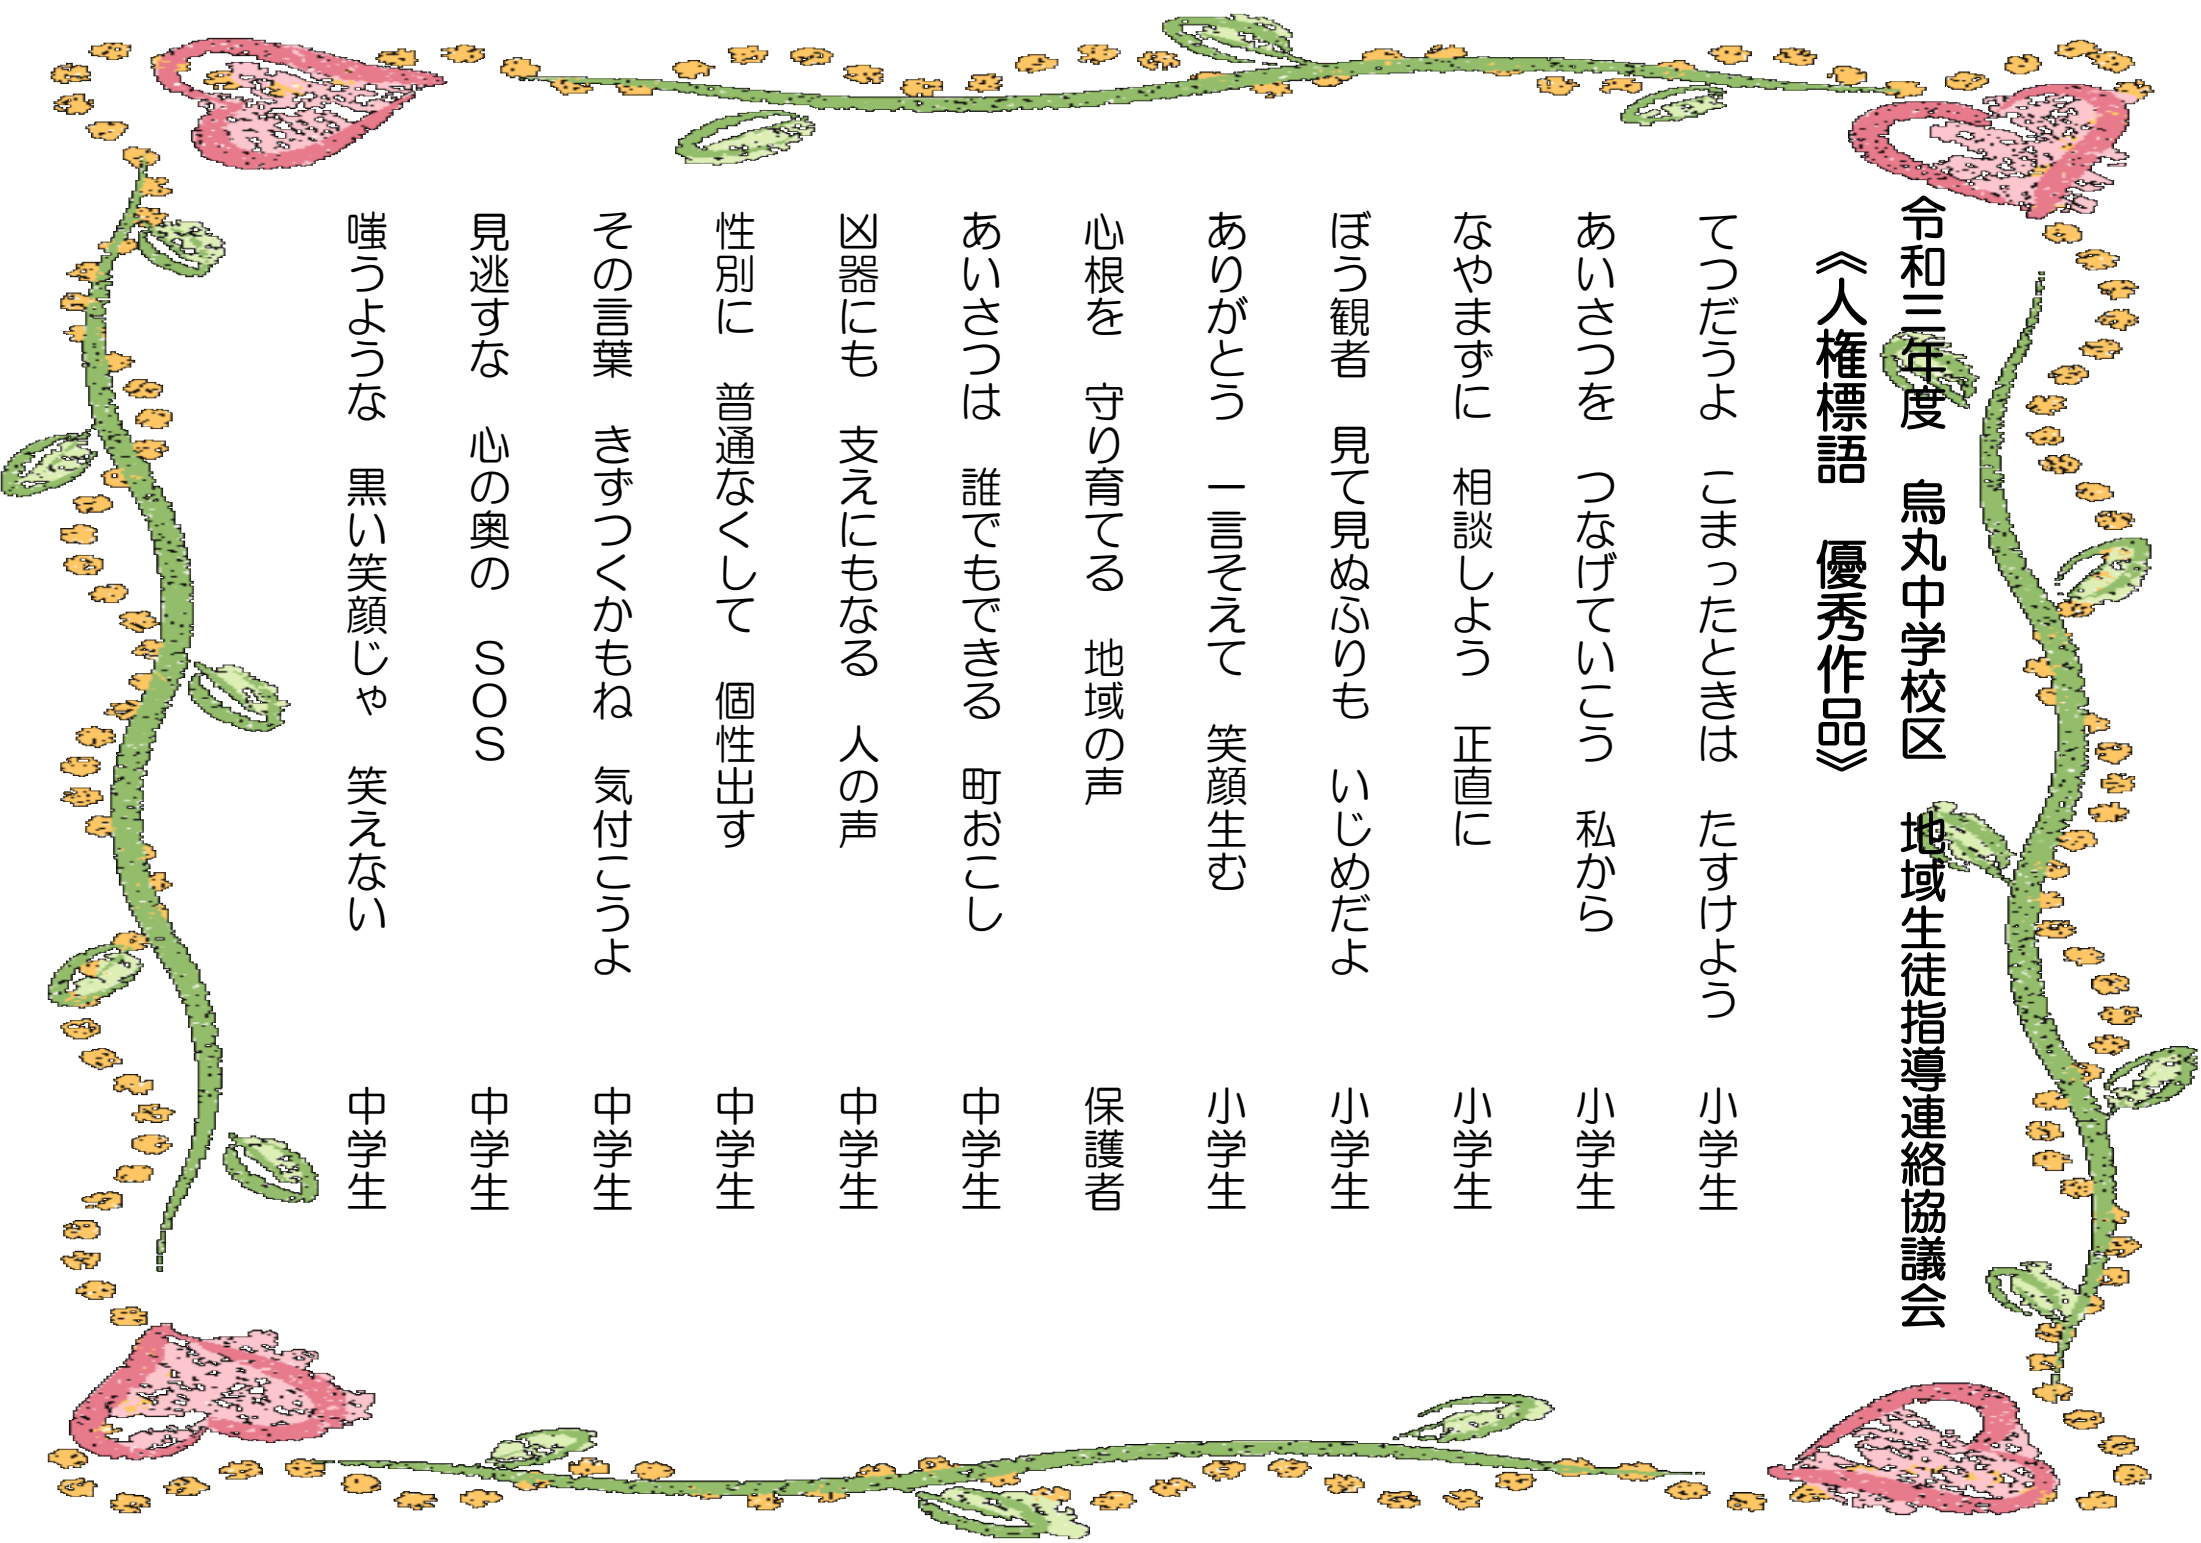 令和三年度　烏丸中学校区　地域生徒指導連絡協議会
《人権標語　優秀作品》
てつだうよ　こまったときは　たすけよう　小学生
あいさつを　つなげていこう　私から　小学生
なやまずに　相談しよう　正直に　小学生
ぼう観者　見て見ぬふりも　いじめだよ　小学生
ありがとう　一言そえて　笑顔生む　小学生
心根を　守り育てる　地域の声　保護者
あいさつは　誰でもできる　町おこし　中学生
凶器にも　支えにもなる　人の声　中学生
性別に　普通なくして　個性出す　中学生
その言葉　きずつくかもね　気付こうよ　中学生
見逃すな　心の奥の　ＳＯＳ　中学生
嗤うような　黒い笑顔じゃ　笑えない　中学生